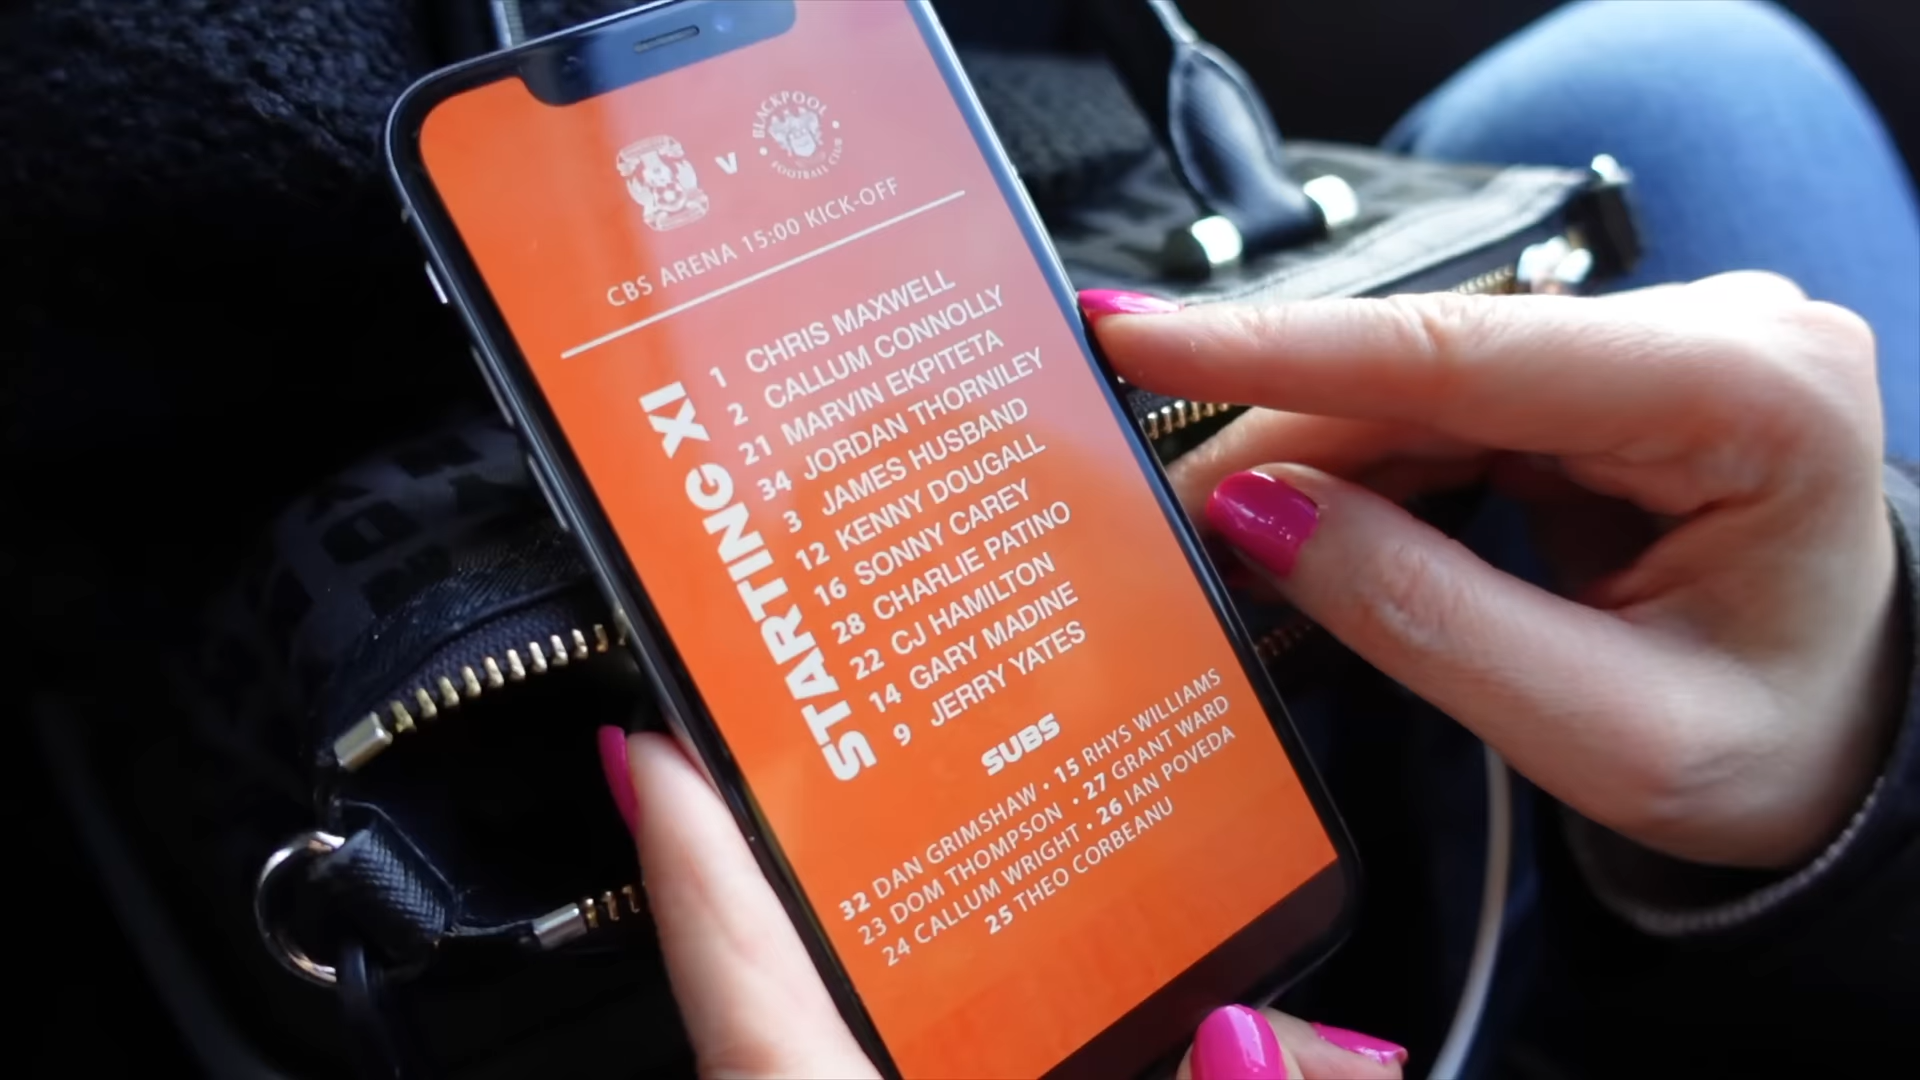 v
BLACKPOOL
FOOTBALL CLUB
CBS ARENA 15:00 KICK-OFF
STARTING XI
1 CHRIS MAXWELL
2 CALLUM CONNOLLY
21 MARVIN EKPITETA
34 JORDAN THORNILEY
3 JAMES HUSBAND
12 KENNY DOUGALL
16 SONNY CAREY
28 CHARLIE PATINO
22 CJ HAMILTON
14 GARY MADINE
9 JERRY YATES
SUBS
32 DAN GRIMSHAW • 15 RHYS WILLIAMS
23 DOM THOMPSON • 27 GRANT WARD
24 CALLUM WRIGHT • 26 IAN POVEDA
25 THEO CORBEANU